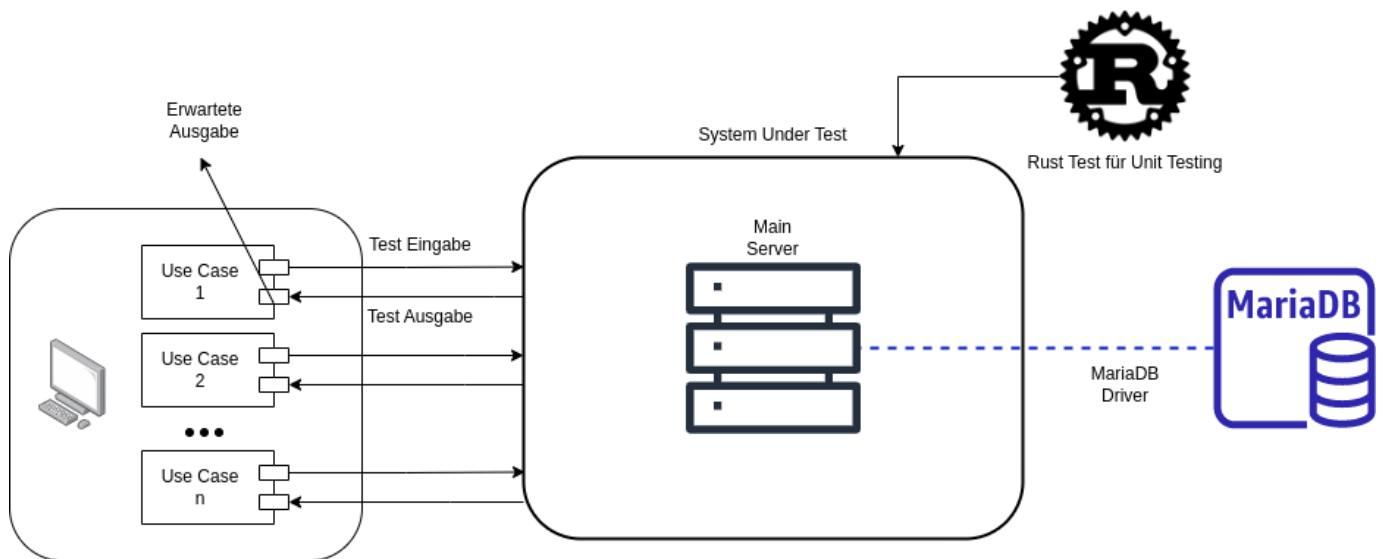 Erwartete
Ausgabe
System Under Test
Rust Test für Unit Testing
Test Eingabe
Use Case
1
Test Ausgabe
Use Case
2
Use Case
n
Main
Server
MariaDB
MariaDB
Driver
R